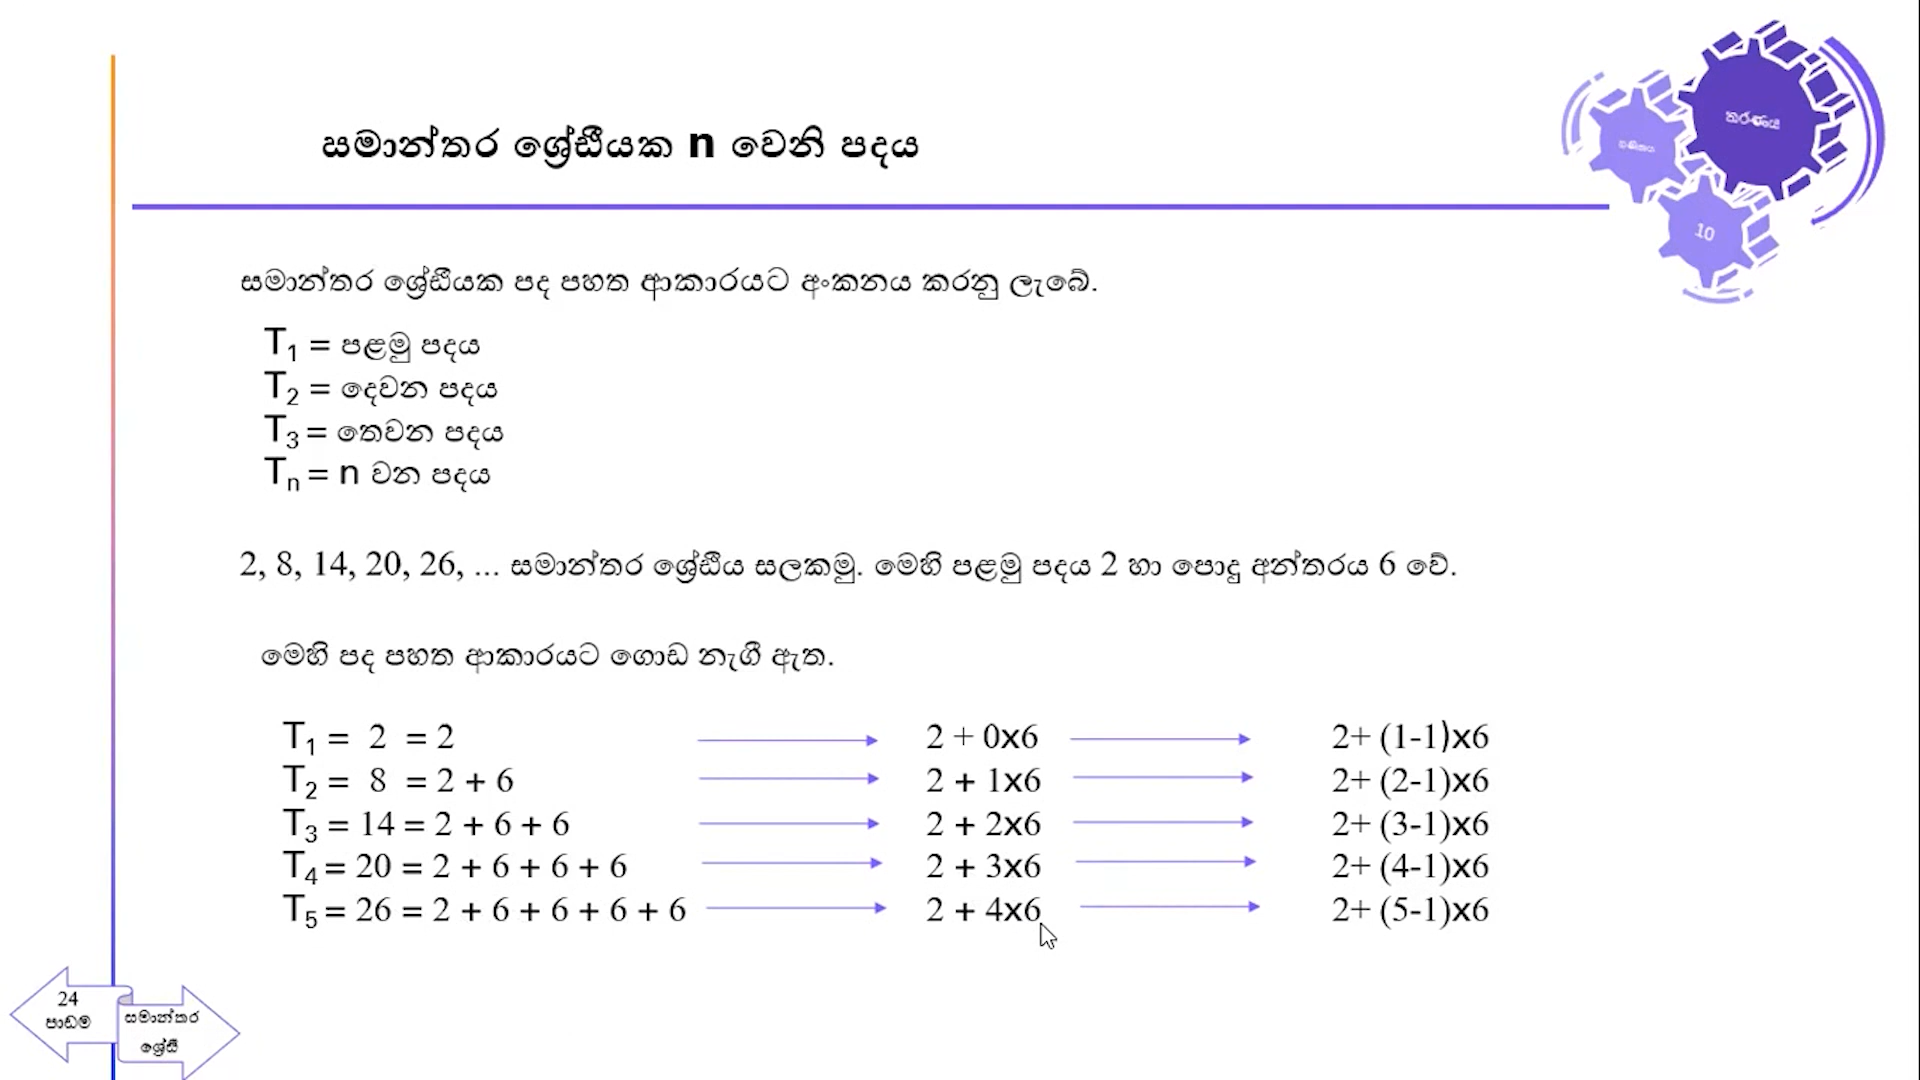 සමාන්තර ශ්‍රේඪීයක n වෙනි පදය
තරණය
ගණිතය
10
සමාන්තර ශ්‍රේඪීයක පද පහත ආකාරයට අංකනය කරනු ලැබේ.
T₁ = පළමු පදය
T₂ = දෙවන පදය
T₃ = තෙවන පදය
Tₙ = n වන පදය
2, 8, 14, 20, 26, ... සමාන්තර ශ්‍රේඪීය සලකමු. මෙහි පළමු පදය 2 හා පොදු අන්තරය 6 වේ.
මෙහි පද පහත ආකාරයට ගොඩ නැගී ඇත.
T₁ = 2 = 2 2 + 0x6 2+ (1-1)x6
T₂ = 8 = 2 + 6 2 + 1x6 2+ (2-1)x6
T₃ = 14 = 2 + 6 + 6 2 + 2x6 2+ (3-1)x6
T₄ = 20 = 2 + 6 + 6 + 6 2 + 3x6 2+ (4-1)x6
T₅ = 26 = 2 + 6 + 6 + 6 + 6 2 + 4x6 2+ (5-1)x6
24
පාඩම
සමාන්තර
ශ්‍රේඪී